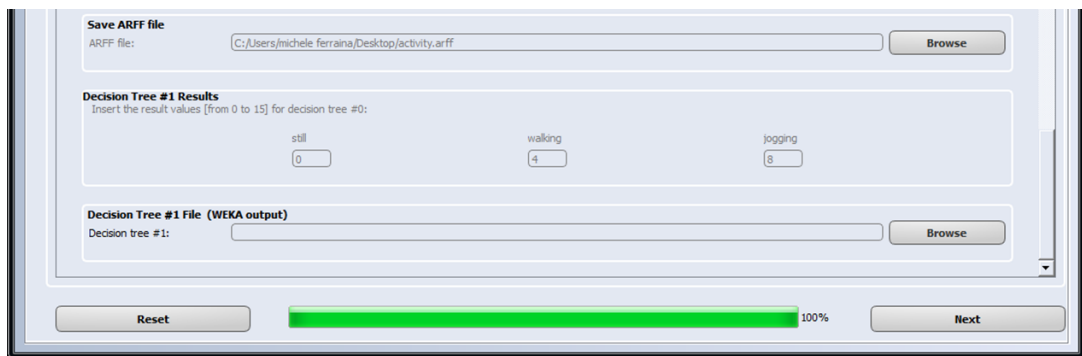 Save ARFF file
ARFF file: C:/Users/michele ferraina/Desktop/activity.arff Browse
Decision Tree #1 Results
Insert the result values [from 0 to 15] for decision tree #0:
still walking jogging
0 4 8
Decision Tree #1 File (WEKA output)
Decision tree #1: Browse
Reset 100% Next